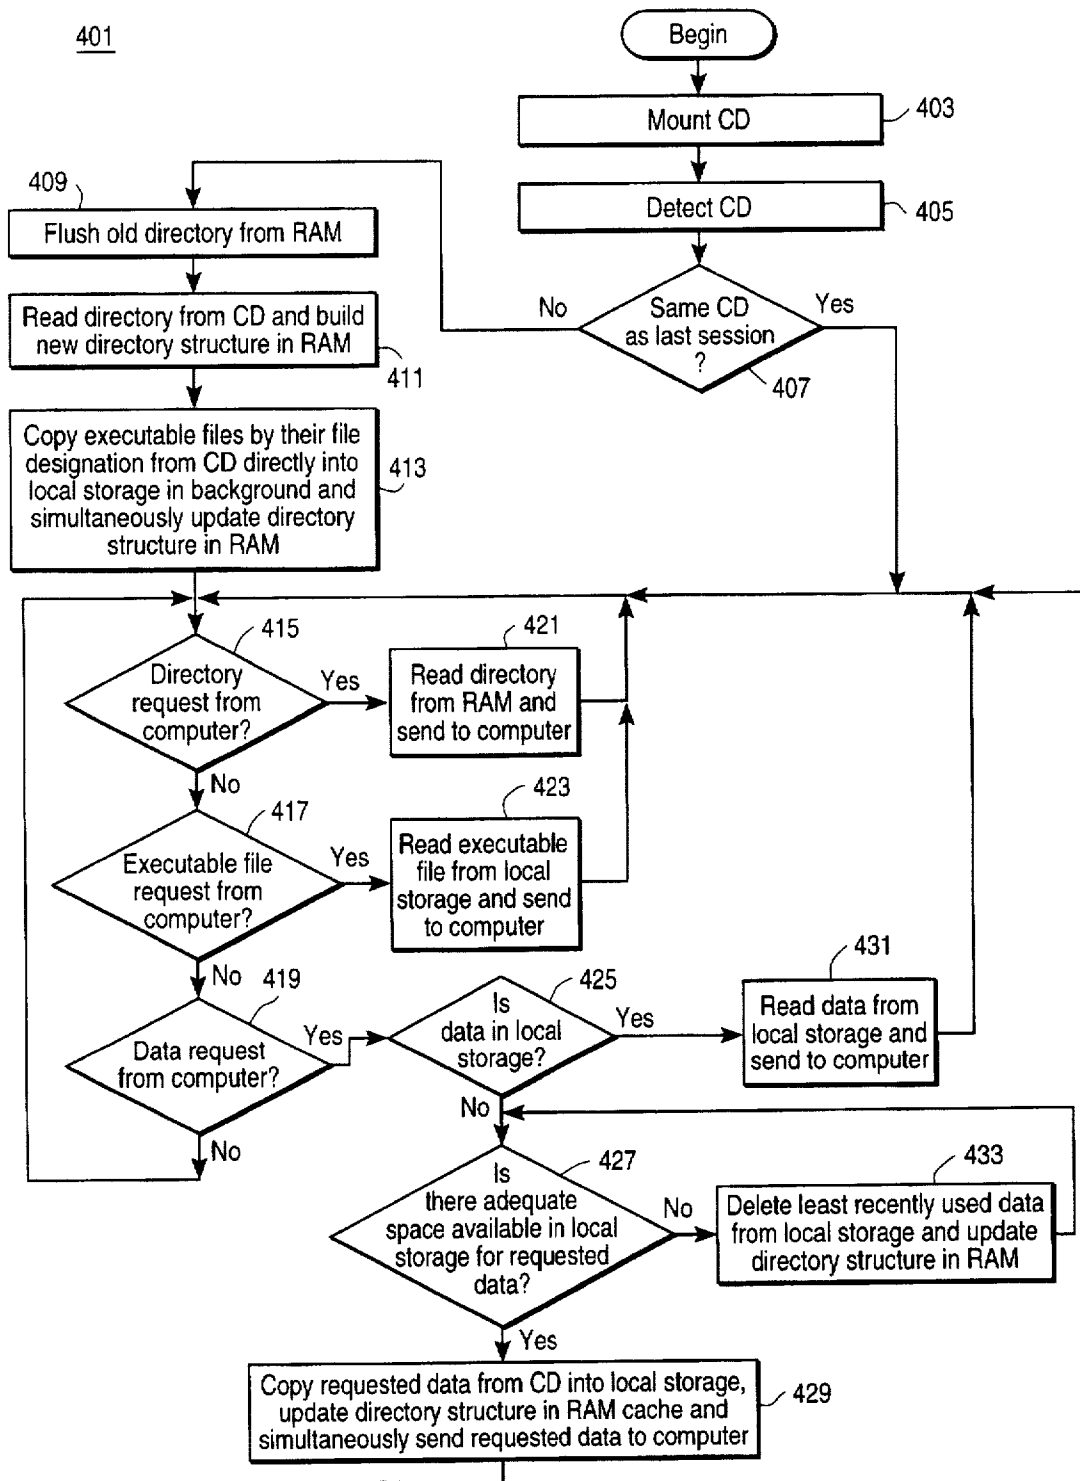 401
Begin
Mount CD
403
Detect CD
405
Same CD
as last session
?
407
No
Yes
409
Flush old directory from RAM
Read directory from CD and build
new directory structure in RAM
411
Copy executable files by their file
designation from CD directly into
local storage in background and
simultaneously update directory
structure in RAM
413
415
Directory
request from
computer?
Yes
No
421
Read directory
from RAM and
send to computer
417
Executable file
request from
computer?
Yes
No
423
Read executable
file from local
storage and send
to computer
419
Data request
from computer?
Yes
No
425
Is
data in local
storage?
Yes
No
431
Read data from
local storage and
send to computer
427
Is
there adequate
space available in local
storage for requested
data?
No
Yes
433
Delete least recently used data
from local storage and update
directory structure in RAM
Copy requested data from CD into local storage,
update directory structure in RAM cache and
simultaneously send requested data to computer
429